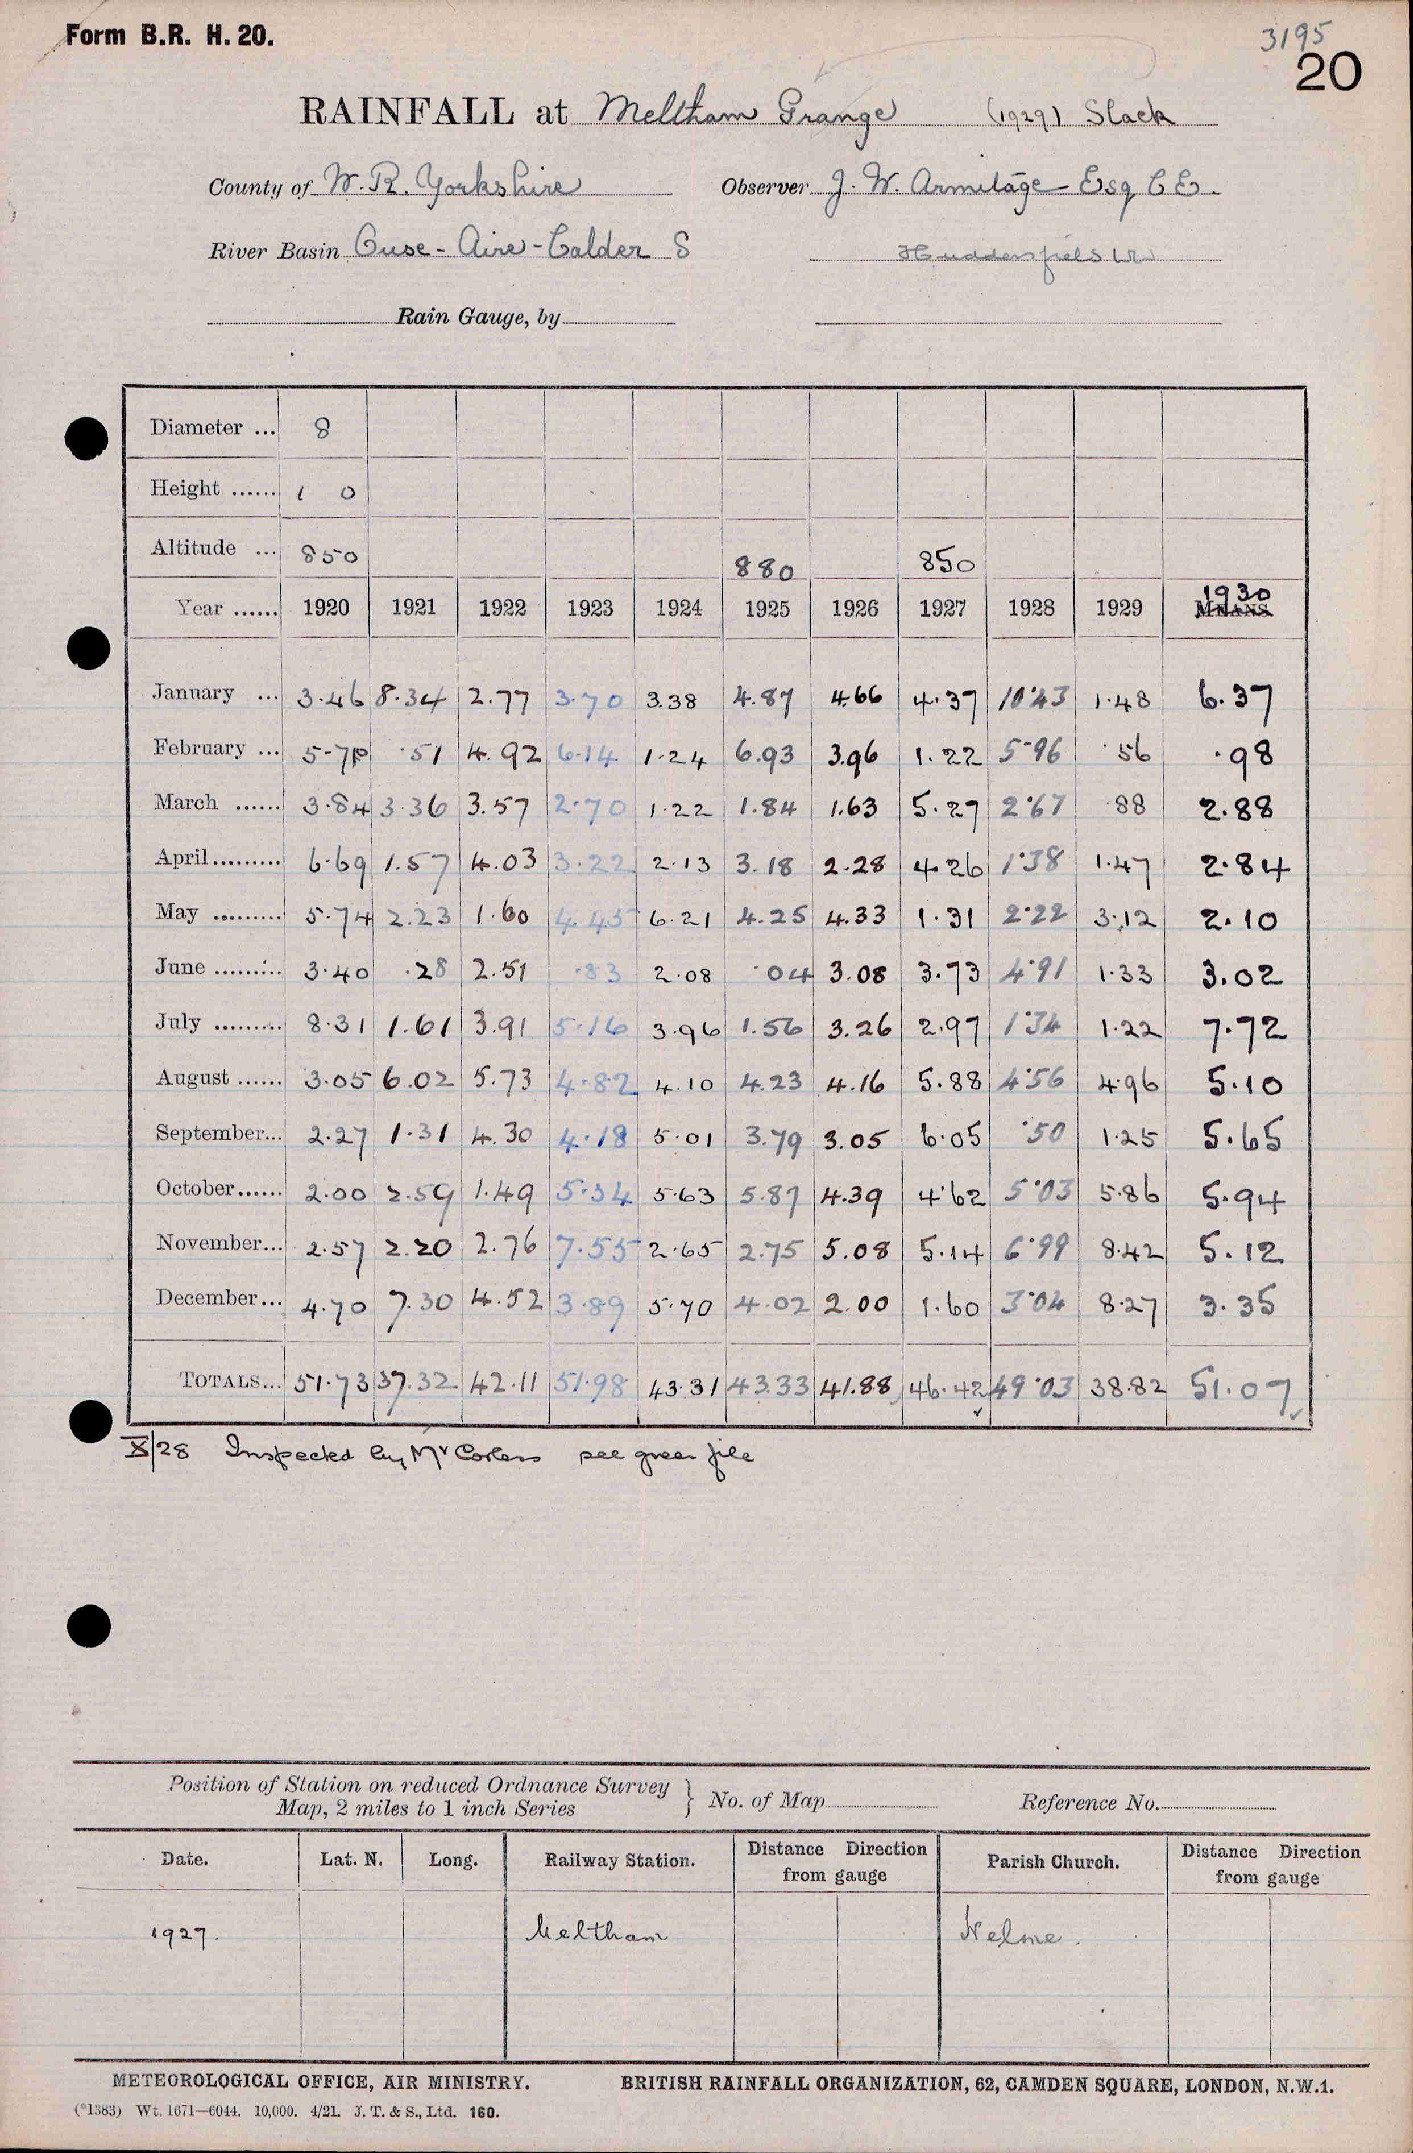 Form B.R. H. 20.
3195
20
RAINFALL at Meltham Grange (1929) Slack
County of W. R. Yorkshire Observer J. W. Armitage Esq C E.
River Basin Ouse - Aire - Calder S Huddersfield W
Rain Gauge, by
Diameter ... 8
Height ...... 1 0
Altitude ... 850 880 850
Year ...... 1920 1921 1922 1923 1924 1925 1926 1927 1928 1929 MEANS 1930
January ... 3.46 8.34 2.77 3.70 3.38 4.87 4.66 4.37 10.43 1.48 6.37
February ... 5.70 .51 4.92 6.14 1.24 6.93 3.96 1.22 5.96 .56 .98
March ...... 3.84 3.36 3.57 2.70 1.22 1.84 1.63 5.27 2.67 .88 2.88
April ......... 6.69 1.57 4.03 3.22 2.13 3.18 2.28 4.26 1.38 1.47 2.84
May ......... 5.74 2.23 1.60 4.45 6.21 4.25 4.33 1.31 2.22 3.12 2.10
June ......... 3.40 .28 2.51 .83 2.08 .04 3.08 3.73 4.91 1.33 3.02
July ......... 8.31 1.61 3.91 5.16 3.96 1.56 3.26 2.97 1.34 1.22 7.72
August ...... 3.05 6.02 5.73 4.82 4.10 4.23 4.16 5.88 4.56 4.96 5.10
September... 2.27 1.31 4.30 4.18 5.01 3.79 3.05 6.05 .50 1.25 5.65
October...... 2.00 2.59 1.49 5.34 5.63 5.87 4.39 4.62 5.03 5.86 5.94
November... 2.57 2.20 2.76 7.55 2.65 2.75 5.08 5.14 6.99 8.42 5.12
December... 4.70 7.30 4.52 3.89 5.70 4.02 2.00 1.60 3.04 8.27 3.35
TOTALS... 51.73 37.32 42.11 51.98 43.31 43.33 41.88 46.42 49.03 38.82 51.07
X/28 Inspected by Mr Corless see green file
Position of Station on reduced Ordnance Survey
Map, 2 miles to 1 inch Series } No. of Map Reference No.
Date. Lat. N. Long. Railway Station. Distance Direction from gauge Parish Church. Distance Direction from gauge
1927. Meltham Helme.
METEOROLOGICAL OFFICE, AIR MINISTRY. BRITISH RAINFALL ORGANIZATION, 62, CAMDEN SQUARE, LONDON, N.W.1.
(*1383) Wt. 1671—6044. 10,000. 4/21. J. T. & S., Ltd. 160.